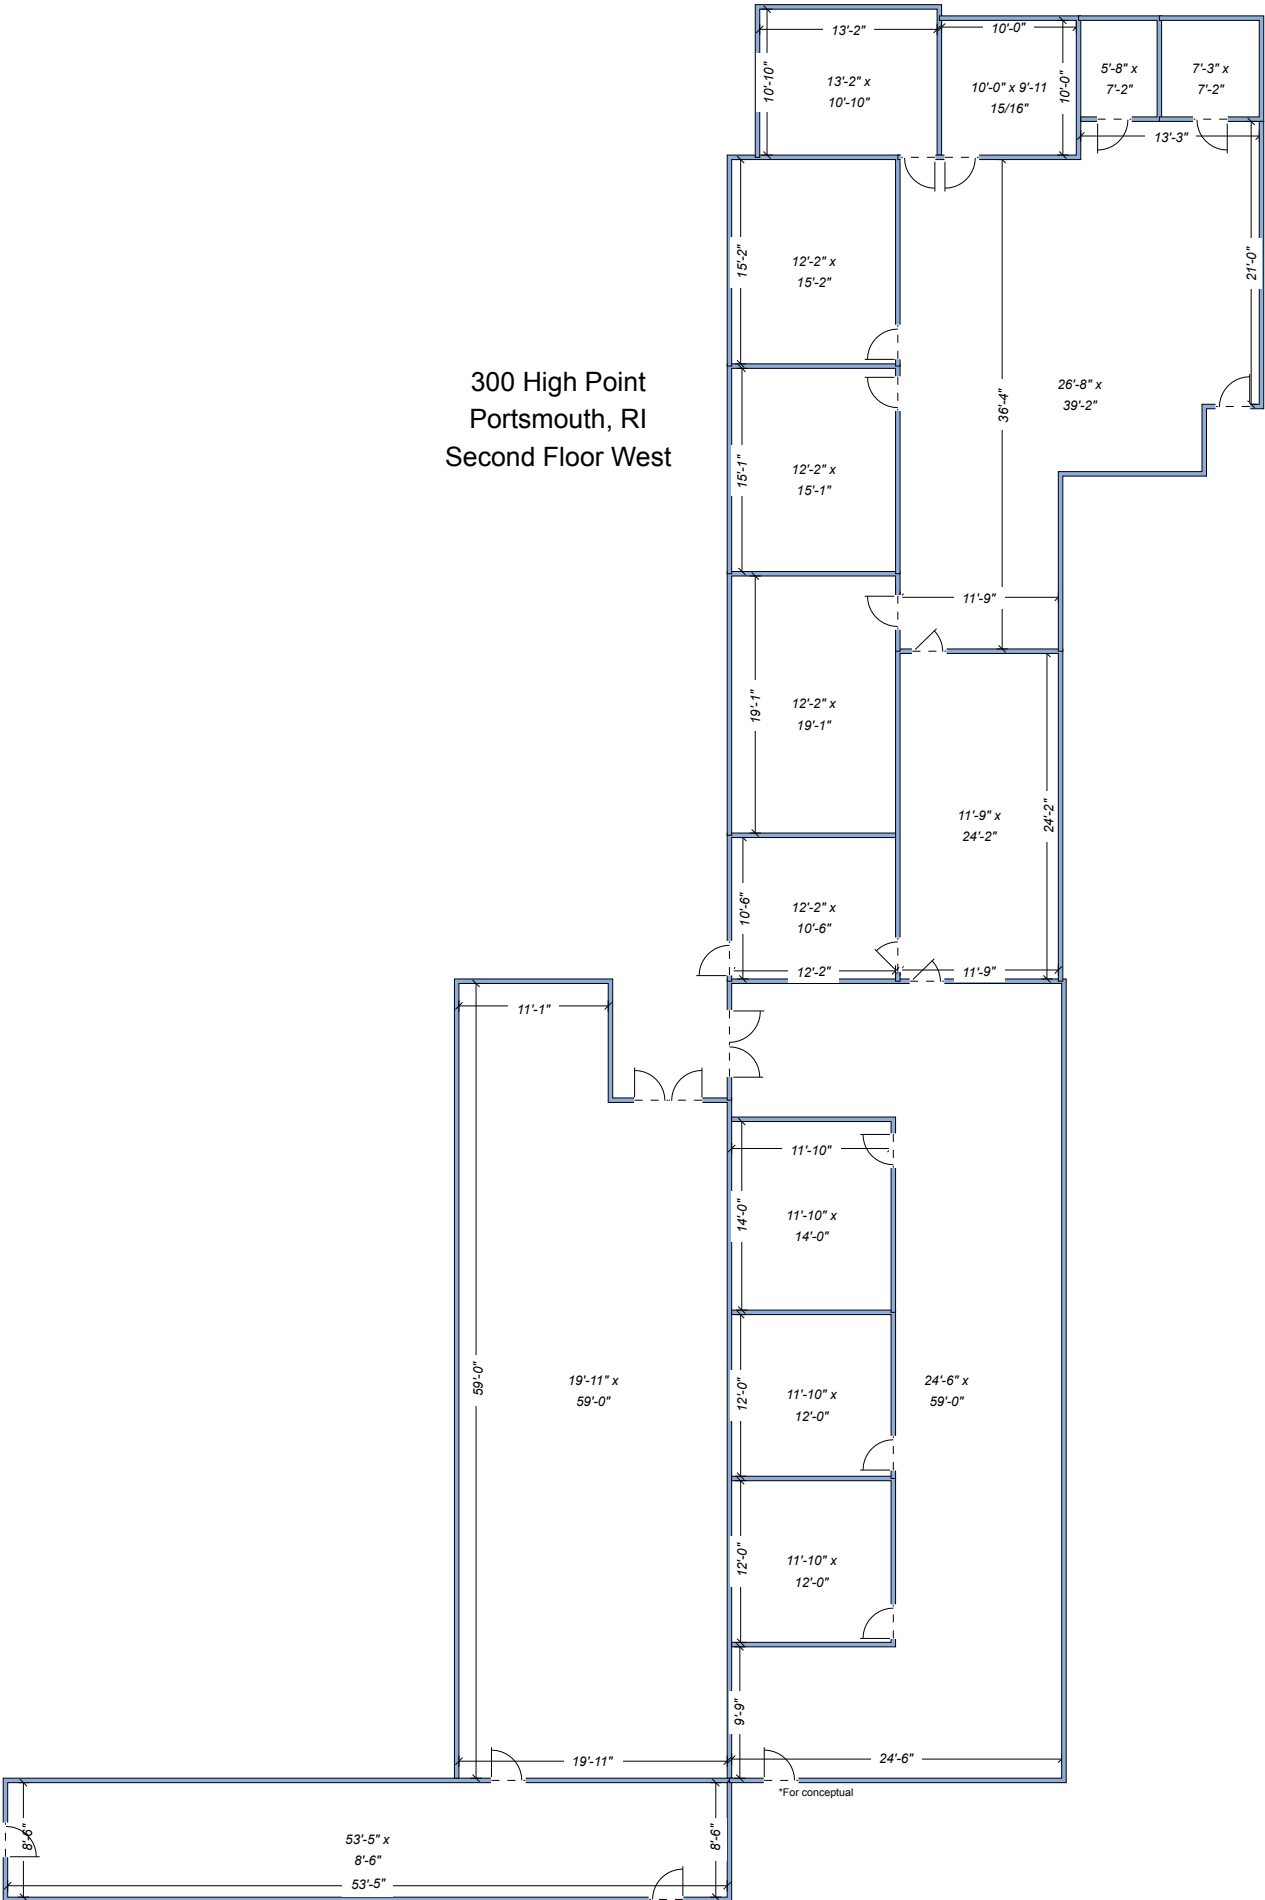 13'-2"
10'-0"
10'-10"
13'-2" x
10'-10"
10'-0" x 9'-11
15/16"
10'-0"
5'-8" x
7'-2"
7'-3" x
7'-2"
13'-3"
15'-2"
12'-2" x
15'-2"
21'-0"
300 High Point
Portsmouth, RI
Second Floor West
36'-4"
26'-8" x
39'-2"
15'-1"
12'-2" x
15'-1"
11'-9"
19'-1"
12'-2" x
19'-1"
11'-9" x
24'-2"
24'-2"
10'-6"
12'-2" x
10'-6"
12'-2"
11'-9"
11'-1"
11'-10"
14'-0"
11'-10" x
14'-0"
59'-0"
19'-11" x
59'-0"
12'-0"
11'-10" x
12'-0"
24'-6" x
59'-0"
12'-0"
11'-10" x
12'-0"
9'-9"
19'-11"
24'-6"
*For conceptual
8'-6"
53'-5" x
8'-6"
8'-6"
53'-5"